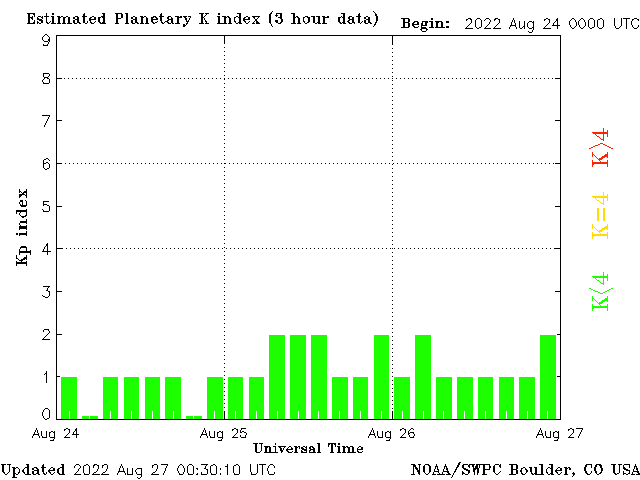 Estimated Planetary K index (3 hour data) Begin: 2022 Aug 24 0000 UTC
9
8
7
6
5
4
3
2
1
0
Kp index
K>4
K=4
K<4
Aug 24 Aug 25 Aug 26 Aug 27
Universal Time
Updated 2022 Aug 27 00:30:10 UTC NOAA/SWPC Boulder, CO USA